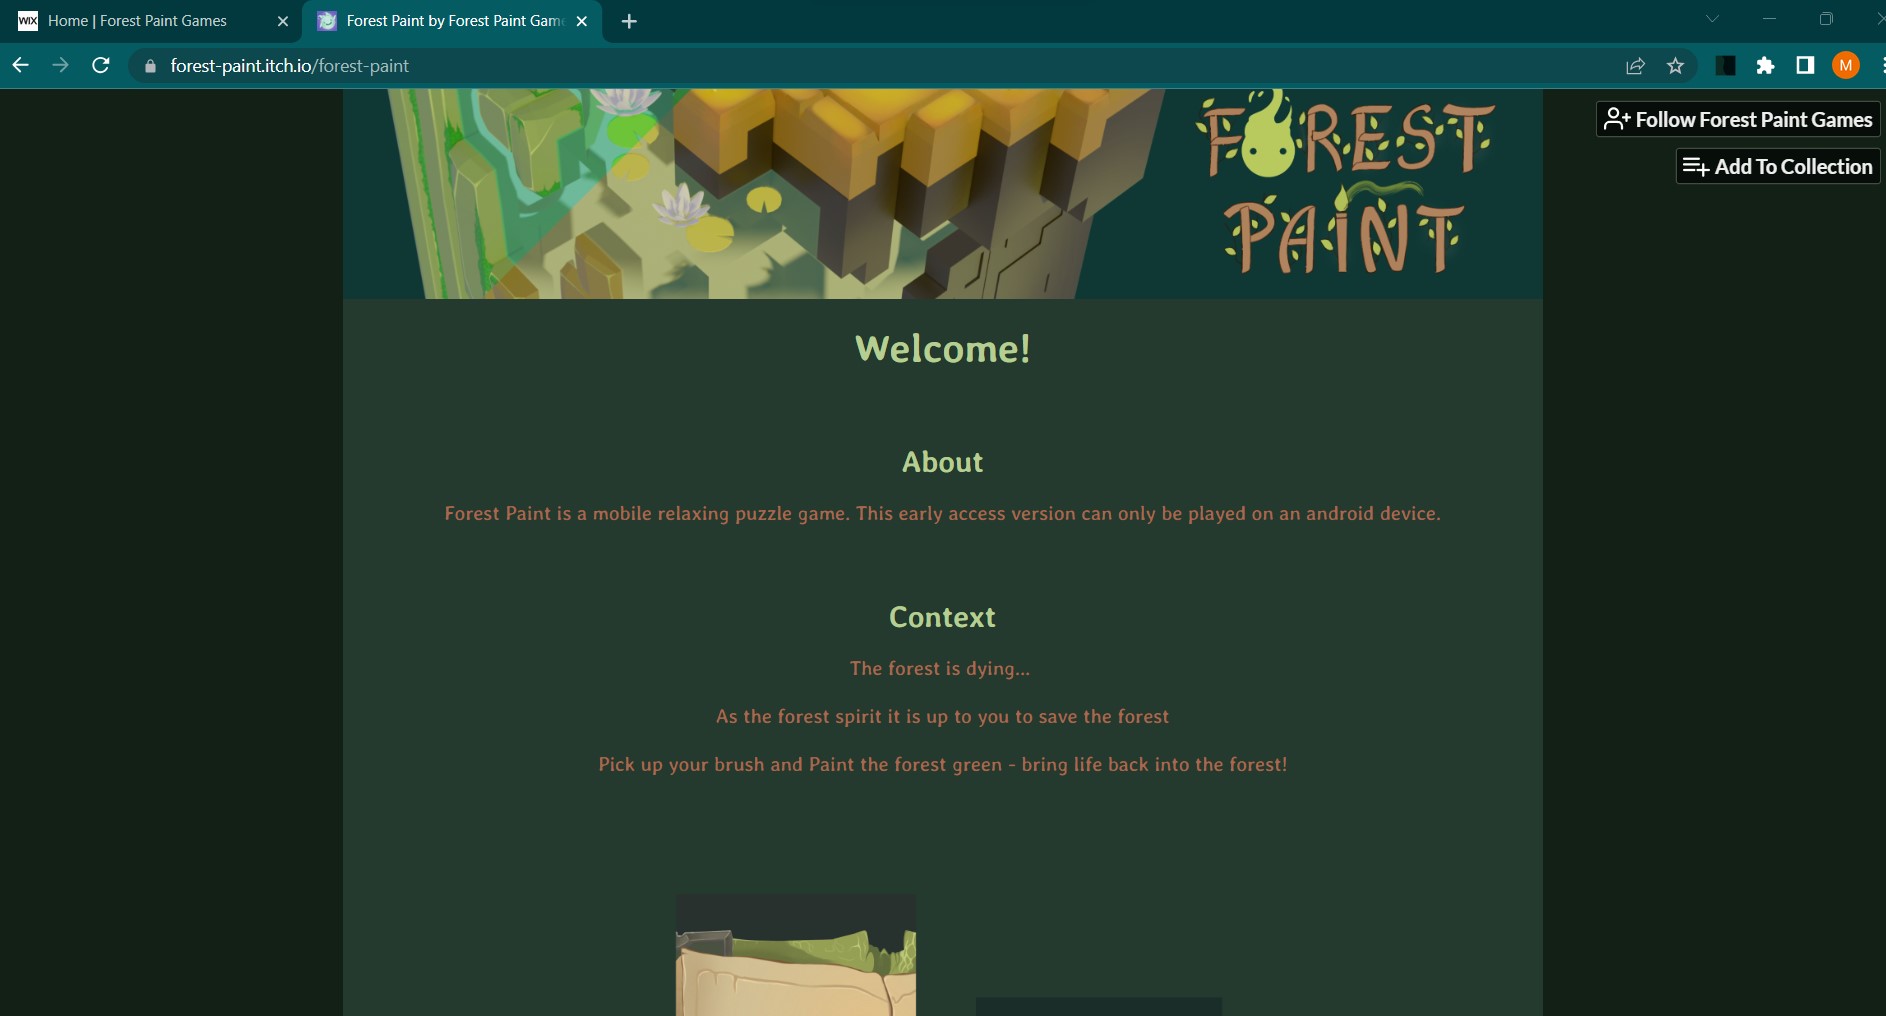 WIX Home | Forest Paint Games
Forest Paint by Forest Paint Game
forest-paint.itch.io/forest-paint
M
FOREST
PAINT
Follow Forest Paint Games
Add To Collection
Welcome!
About
Forest Paint is a mobile relaxing puzzle game. This early access version can only be played on an android device.
Context
The forest is dying...
As the forest spirit it is up to you to save the forest
Pick up your brush and Paint the forest green - bring life back into the forest!